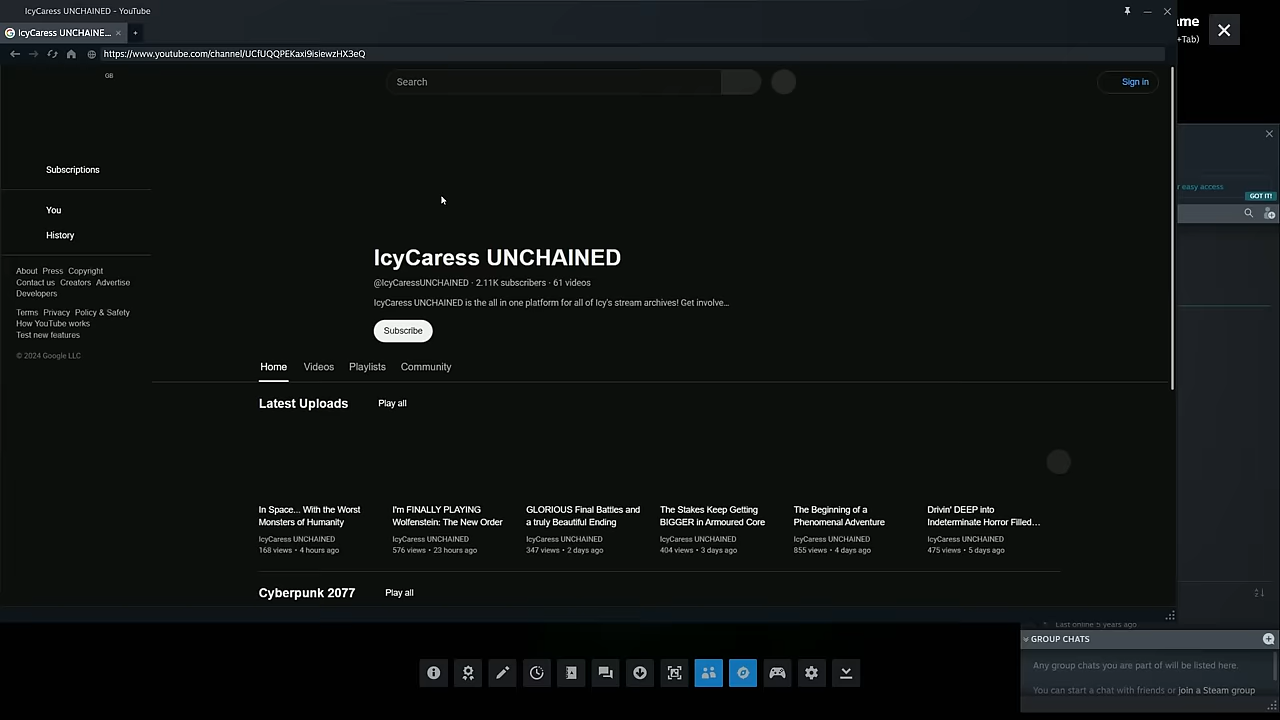 IcyCaress UNCHAINED - YouTube
IcyCaress UNCHAINE...
https://www.youtube.com/channel/UCfUQQPEKaxI9islewzHX3eQ
GB
Search
Sign in
Subscriptions
You
History
About Press Copyright
Contact us Creators Advertise
Developers
Terms Privacy Policy & Safety
How YouTube works
Test new features
© 2024 Google LLC
IcyCaress UNCHAINED
@IcyCaressUNCHAINED · 2.11K subscribers · 61 videos
IcyCaress UNCHAINED is the all in one platform for all of Icy's stream archives! Get involve...
Subscribe
Home Videos Playlists Community
Latest Uploads Play all
In Space... With the Worst
Monsters of Humanity
IcyCaress UNCHAINED
168 views • 4 hours ago
I'm FINALLY PLAYING
Wolfenstein: The New Order
IcyCaress UNCHAINED
576 views • 23 hours ago
GLORIOUS Final Battles and
a truly Beautiful Ending
IcyCaress UNCHAINED
347 views • 2 days ago
The Stakes Keep Getting
BIGGER in Armoured Core
IcyCaress UNCHAINED
404 views • 3 days ago
The Beginning of a
Phenomenal Adventure
IcyCaress UNCHAINED
855 views • 4 days ago
Drivin' DEEP into
Indeterminate Horror Filled...
IcyCaress UNCHAINED
475 views • 5 days ago
Cyberpunk 2077 Play all
ame
+Tab)
r easy access
GOT IT!
Last online 5 years ago
GROUP CHATS
Any group chats you are part of will be listed here.
You can start a chat with friends or join a Steam group